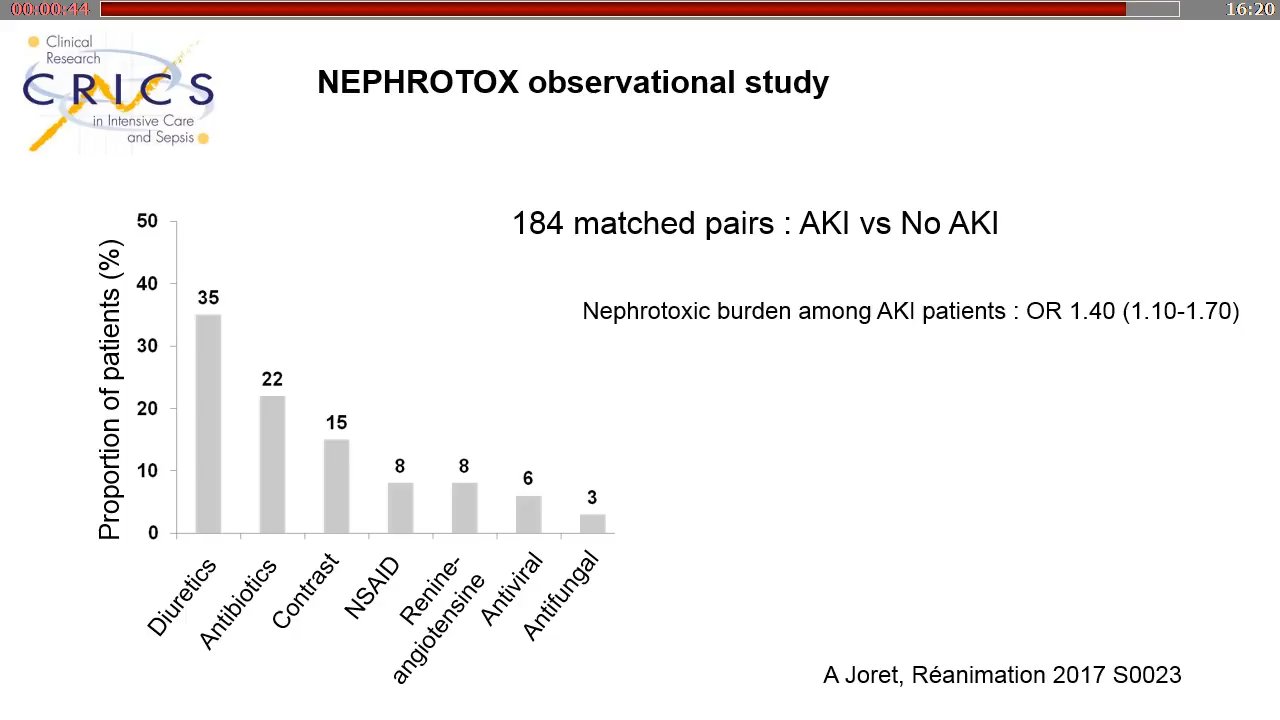 00:00:44
16:20
Clinical
Research
CRICS
in Intensive Care
and Sepsis
NEPHROTOX observational study
184 matched pairs : AKI vs No AKI
Nephrotoxic burden among AKI patients : OR 1.40 (1.10-1.70)
Proportion of patients (%)
50
40
30
20
10
0
35
22
15
8
8
6
3
Diuretics
Antibiotics
Contrast
NSAID
Renine-
angiotensine
Antiviral
Antifungal
A Joret, Réanimation 2017 S0023